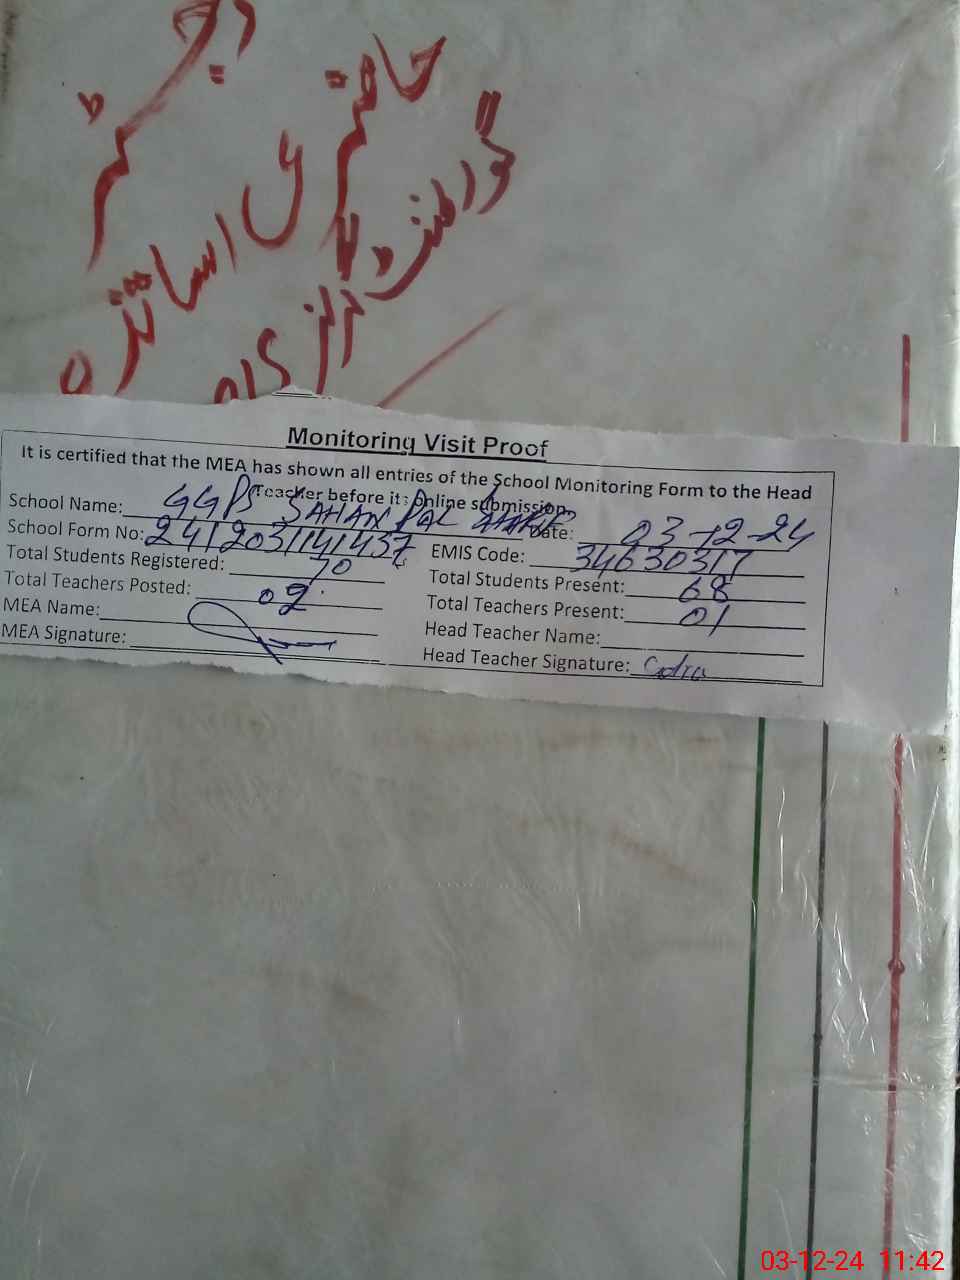 رجسٹر
حاضری اساتذہ
گورنمنٹ گرلز
Monitoring Visit Proof
It is certified that the MEA has shown all entries of the School Monitoring Form to the Head
Teacher before its Online submission
School Name: GGPS SAHAN PAL
Date: 03-12-24
School Form No: 2412031141437
EMIS Code: 34630317
Total Students Registered: 70
Total Students Present: 68
Total Teachers Posted: 02
Total Teachers Present: 01
MEA Name:
Head Teacher Name:
MEA Signature:
Head Teacher Signature:
03-12-24 11:42